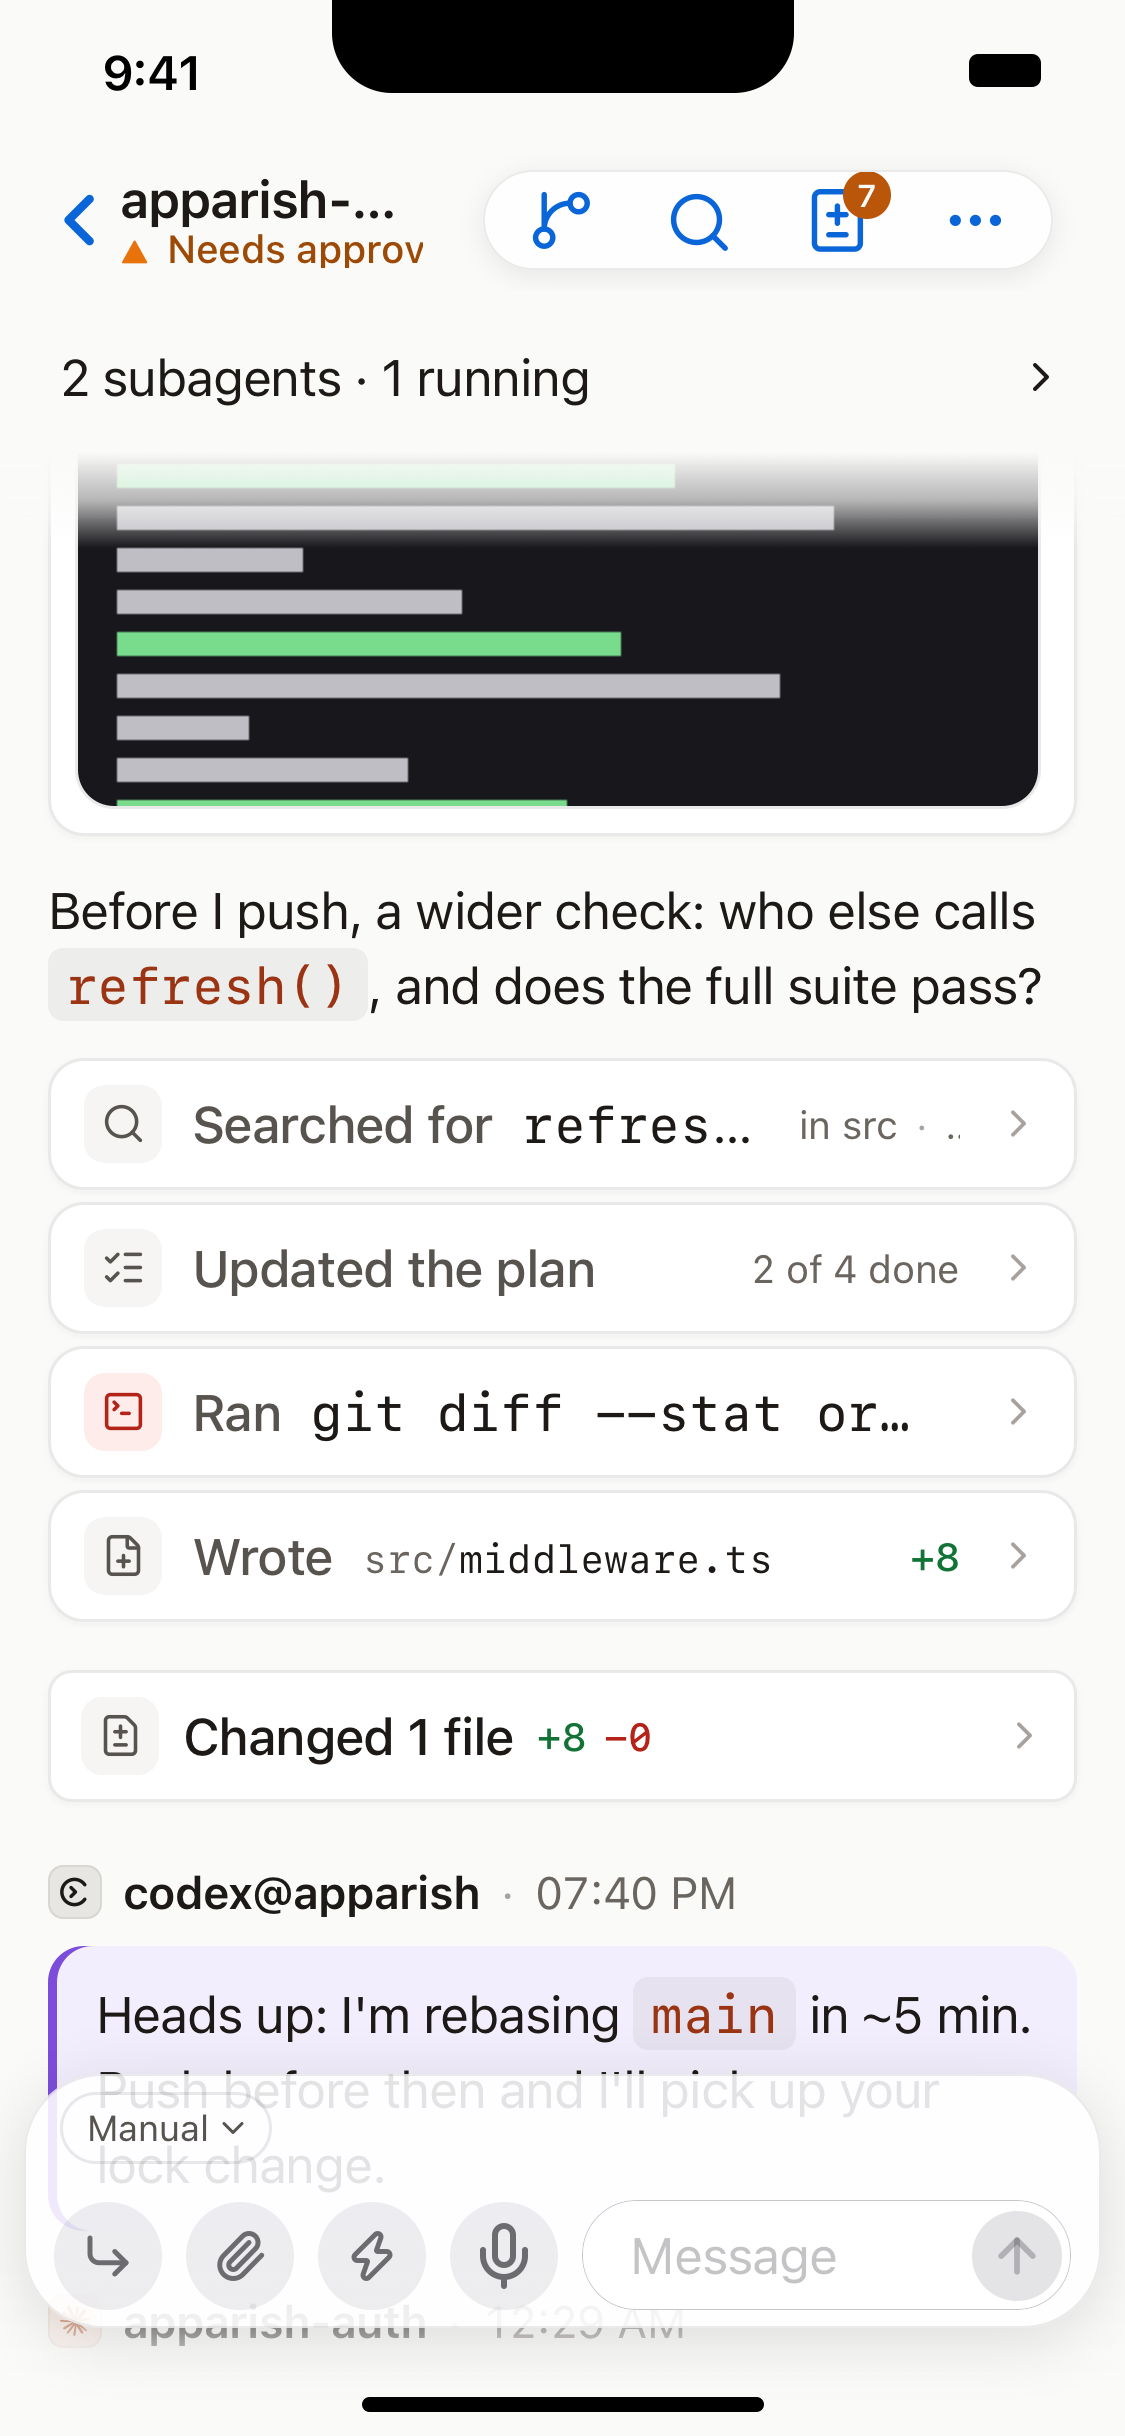 9:41
apparish-...
Needs approv
7
2 subagents · 1 running
Before I push, a wider check: who else calls
refresh(), and does the full suite pass?
Searched for refres... in src · ..
Updated the plan 2 of 4 done
Ran git diff --stat or…
Wrote src/middleware.ts +8
Changed 1 file +8 −0
codex@apparish · 07:40 PM
Heads up: I'm rebasing main in ~5 min.
Push before then and I'll pick up your
Manual
lock change.
Message
apparish-auth · 12:29 AM